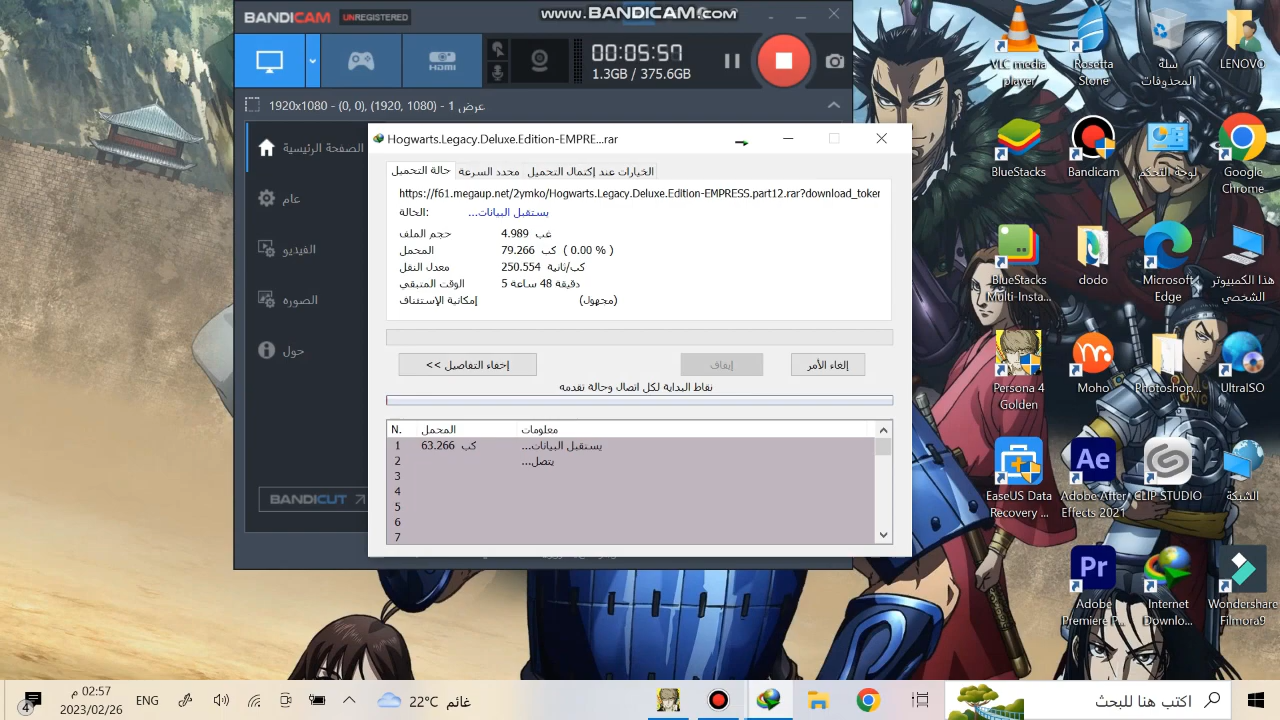 BANDICAM UNREGISTERED
www.BANDICAM.com
00:05:57
1.3GB / 375.6GB
HDMI
1920x1080 - (0, 0), (1920, 1080) - عرض 1
الصفحة الرئيسية
عام
الفيديو
الصوره
حول
BANDICUT
Hogwarts.Legacy.Deluxe.Edition-EMPRE...rar
حالة التحميل
محدد السرعة
الخيارات عند إكتمال التحميل
https://f61.megaup.net/2ymko/Hogwarts.Legacy.Deluxe.Edition-EMPRESS.part12.rar?download_token
الحالة:
يستقبل البيانات...
حجم الملف
4.989 غب
المحمل
79.266 كب ( 0.00 % )
معدل النقل
250.554 كب/ثانية
الوقت المتبقي
5 ساعة 48 دقيقة
إمكانية الإستئناف
(مجهول)
إخفاء التفاصيل >>
إيقاف
إلغاء الأمر
نقاط البداية لكل اتصال وحالة تقدمه
N. المحمل معلومات
1 63.266 كب يستقبل البيانات...
2 يتصل...
3
4
5
6
7
VLC media player
Rosetta Stone
سلة المحذوفات
LENOVO
BlueStacks
Bandicam
لوحة التحكم
Google Chrome
BlueStacks Multi-Insta...
dodo
Microsoft Edge
هذا الكمبيوتر الشخصي
Persona 4 Golden
Moho
Photoshop...
UltraISO
EaseUS Data Recovery ...
Ae
Adobe After Effects 2021
CLIP STUDIO
الشبكة
Pr
Adobe Premiere P...
Internet Downlo...
Wondershare Filmora9
4
02:57 م
2023/02/26
ENG
22°C غائم
اكتب هنا للبحث